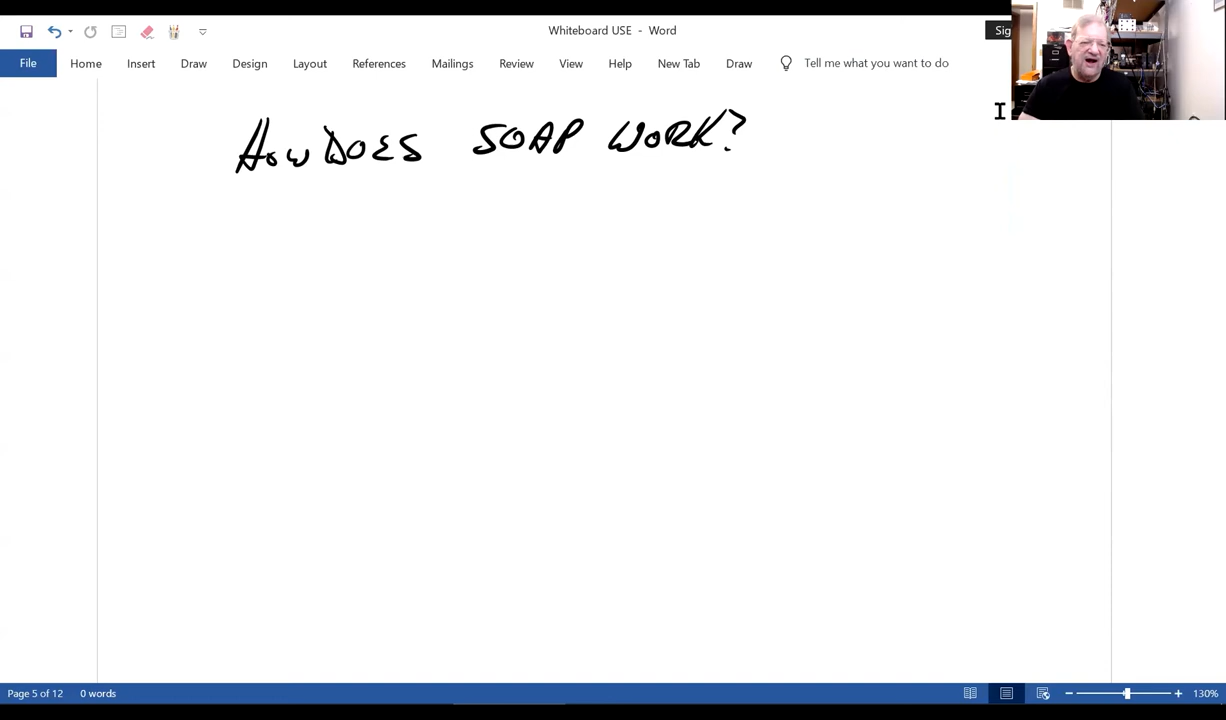 Whiteboard USE - Word
Sig
File Home Insert Draw Design Layout References Mailings Review View Help New Tab Draw Tell me what you want to do
HOW DOES SOAP WORK?
Page 5 of 12 0 words
130%